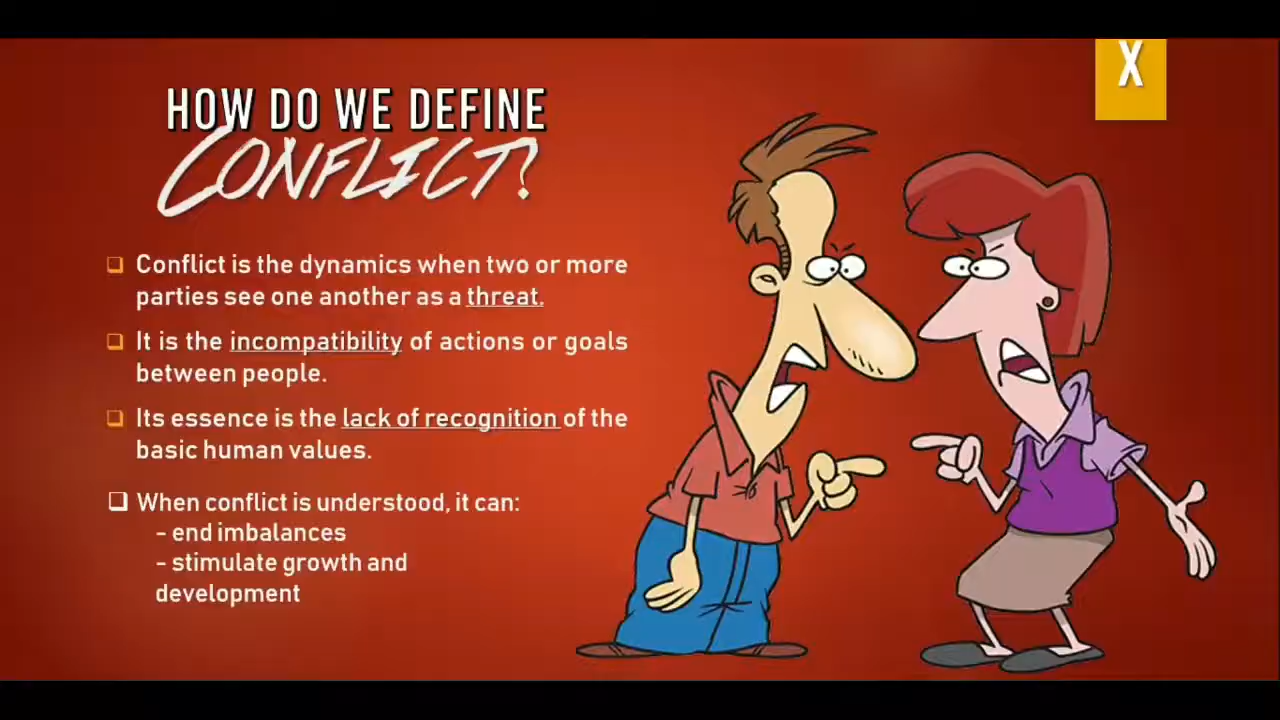 HOW DO WE DEFINE
CONFLICT?
X
❑ Conflict is the dynamics when two or more
parties see one another as a threat.
❑ It is the incompatibility of actions or goals
between people.
❑ Its essence is the lack of recognition of the
basic human values.
❑ When conflict is understood, it can:
- end imbalances
- stimulate growth and
development